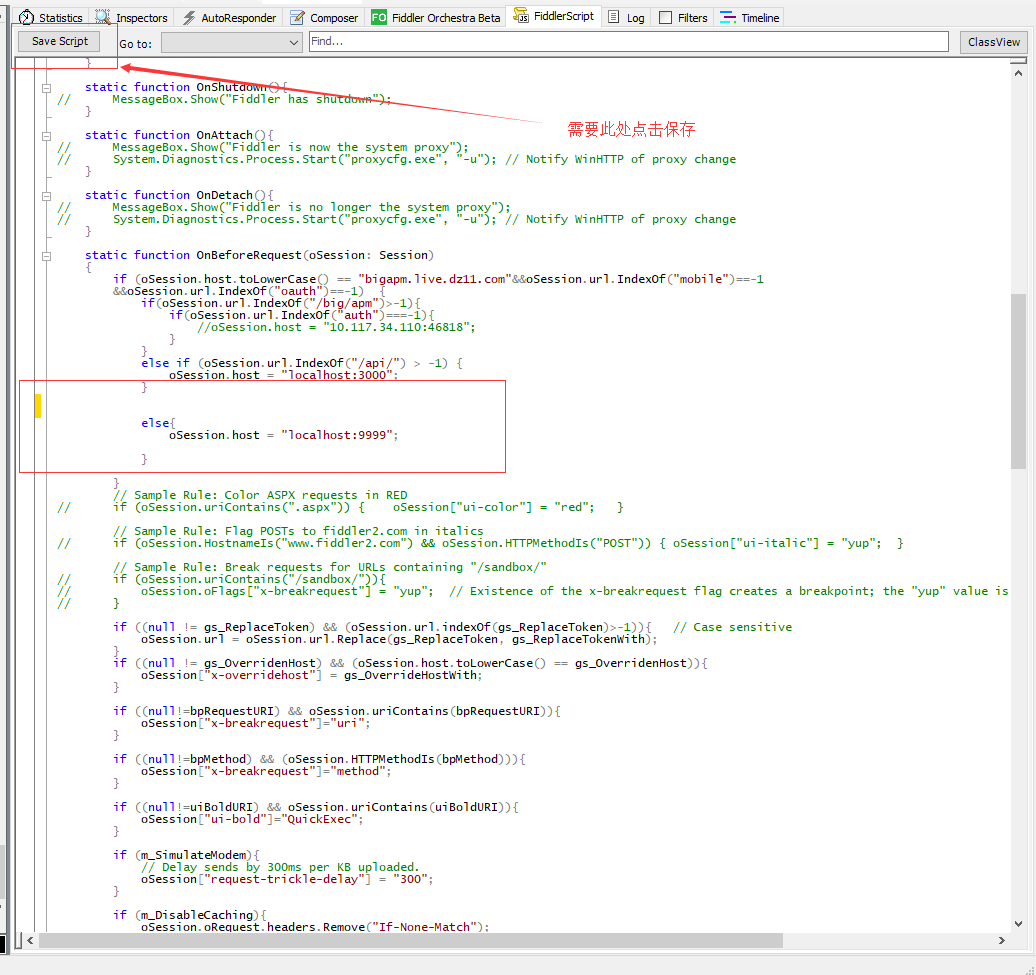 Statistics Inspectors AutoResponder Composer FO Fiddler Orchestra Beta FiddlerScript Log Filters Timeline
Save Script Go to: Find... ClassView
}
static function OnShutdown(){
// MessageBox.Show("Fiddler has shutdown");
}
需要此处点击保存
static function OnAttach(){
// MessageBox.Show("Fiddler is now the system proxy");
// System.Diagnostics.Process.Start("proxycfg.exe", "-u"); // Notify WinHTTP of proxy change
}
static function OnDetach(){
// MessageBox.Show("Fiddler is no longer the system proxy");
// System.Diagnostics.Process.Start("proxycfg.exe", "-u"); // Notify WinHTTP of proxy change
}
static function OnBeforeRequest(oSession: Session)
{
if (oSession.host.toLowerCase() == "bigapm.live.dz11.com"&&oSession.url.IndexOf("mobile")==-1
&&oSession.url.IndexOf("oauth")==-1) {
if(oSession.url.IndexOf("/big/apm")>-1){
if(oSession.url.IndexOf("auth")===-1){
//oSession.host = "10.117.34.110:46818";
}
}
else if (oSession.url.IndexOf("/api/") > -1) {
oSession.host = "localhost:3000";
}
else{
oSession.host = "localhost:9999";
}
}
// Sample Rule: Color ASPX requests in RED
// if (oSession.uriContains(".aspx")) { oSession["ui-color"] = "red"; }
// Sample Rule: Flag POSTs to fiddler2.com in italics
// if (oSession.HostnameIs("www.fiddler2.com") && oSession.HTTPMethodIs("POST")) { oSession["ui-italic"] = "yup"; }
// Sample Rule: Break requests for URLs containing "/sandbox/"
// if (oSession.uriContains("/sandbox/")){
// oSession.oFlags["x-breakrequest"] = "yup"; // Existence of the x-breakrequest flag creates a breakpoint; the "yup" value is
// }
if ((null != gs_ReplaceToken) && (oSession.url.indexOf(gs_ReplaceToken)>-1)){ // Case sensitive
oSession.url = oSession.url.Replace(gs_ReplaceToken, gs_ReplaceTokenWith);
}
if ((null != gs_OverridenHost) && (oSession.host.toLowerCase() == gs_OverridenHost)){
oSession["x-overridehost"] = gs_OverrideHostWith;
}
if ((null!=bpRequestURI) && oSession.uriContains(bpRequestURI)){
oSession["x-breakrequest"]="uri";
}
if ((null!=bpMethod) && (oSession.HTTPMethodIs(bpMethod))){
oSession["x-breakrequest"]="method";
}
if ((null!=uiBoldURI) && oSession.uriContains(uiBoldURI)){
oSession["ui-bold"]="QuickExec";
}
if (m_SimulateModem){
// Delay sends by 300ms per KB uploaded.
oSession["request-trickle-delay"] = "300";
}
if (m_DisableCaching){
oSession.oRequest.headers.Remove("If-None-Match");